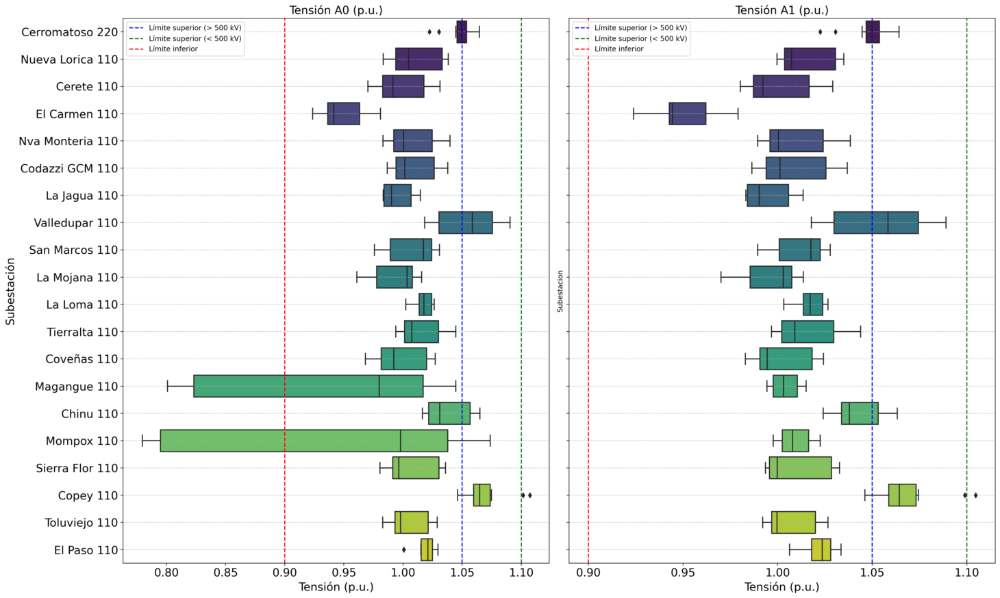 Tensión A0 (p.u.)
Tensión A1 (p.u.)
Límite superior (> 500 kV)
Límite superior (< 500 kV)
Límite inferior
Límite superior (> 500 kV)
Límite superior (< 500 kV)
Límite inferior
Subestación
Cerromatoso 220
Nueva Lorica 110
Cerete 110
El Carmen 110
Nva Monteria 110
Codazzi GCM 110
La Jagua 110
Valledupar 110
San Marcos 110
La Mojana 110
La Loma 110
Tierralta 110
Coveñas 110
Magangue 110
Chinu 110
Mompox 110
Sierra Flor 110
Copey 110
Toluviejo 110
El Paso 110
Subestacion
0.80 0.85 0.90 0.95 1.00 1.05 1.10
Tensión (p.u.)
0.90 0.95 1.00 1.05 1.10
Tensión (p.u.)